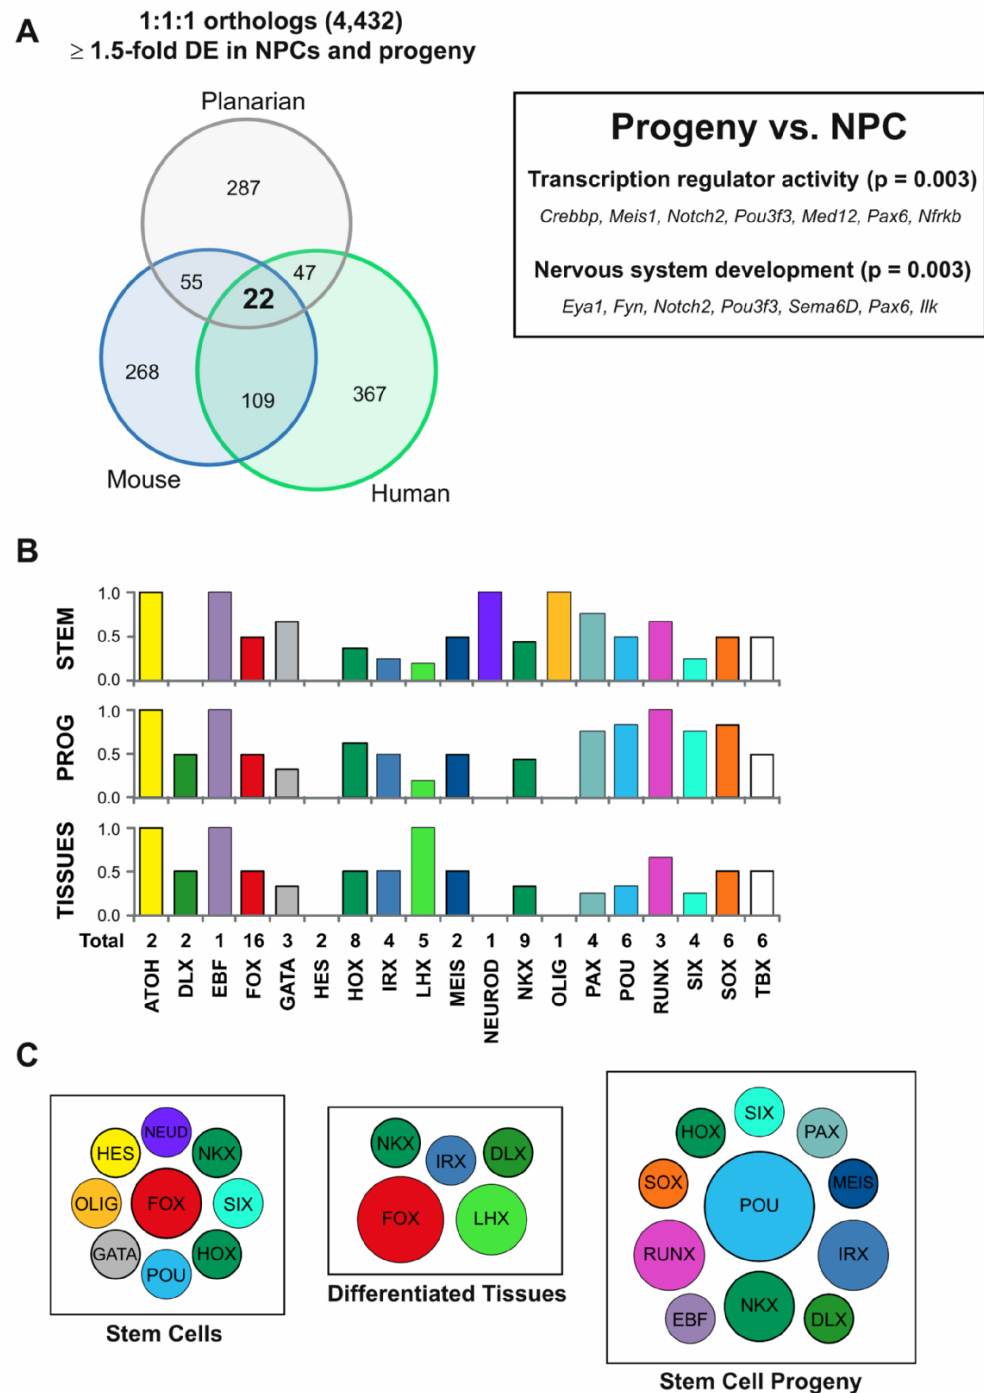 A
1:1:1 orthologs (4,432)
≥ 1.5-fold DE in NPCs and progeny
Planarian
287
55
47
22
268
109
367
Mouse
Human
Progeny vs. NPC
Transcription regulator activity (p = 0.003)
Crebbp, Meis1, Notch2, Pou3f3, Med12, Pax6, Nfrkb
Nervous system development (p = 0.003)
Eya1, Fyn, Notch2, Pou3f3, Sema6D, Pax6, Ilk
B
STEM
1.0
0.5
0.0
PROG
1.0
0.5
0.0
TISSUES
1.0
0.5
0
Total 2 2 1 16 3 2 8 4 5 2 1 9 1 4 6 3 4 6 6
ATOH DLX EBF FOX GATA HES HOX IRX LHX MEIS NEUROD NKX OLIG PAX POU RUNX SIX SOX TBX
C
NEUD
HES
NKX
OLIG
FOX
SIX
GATA
HOX
POU
Stem Cells
NKX
IRX
DLX
FOX
LHX
Differentiated Tissues
SIX
HOX
PAX
SOX
MEIS
POU
RUNX
IRX
NKX
EBF
DLX
Stem Cell Progeny